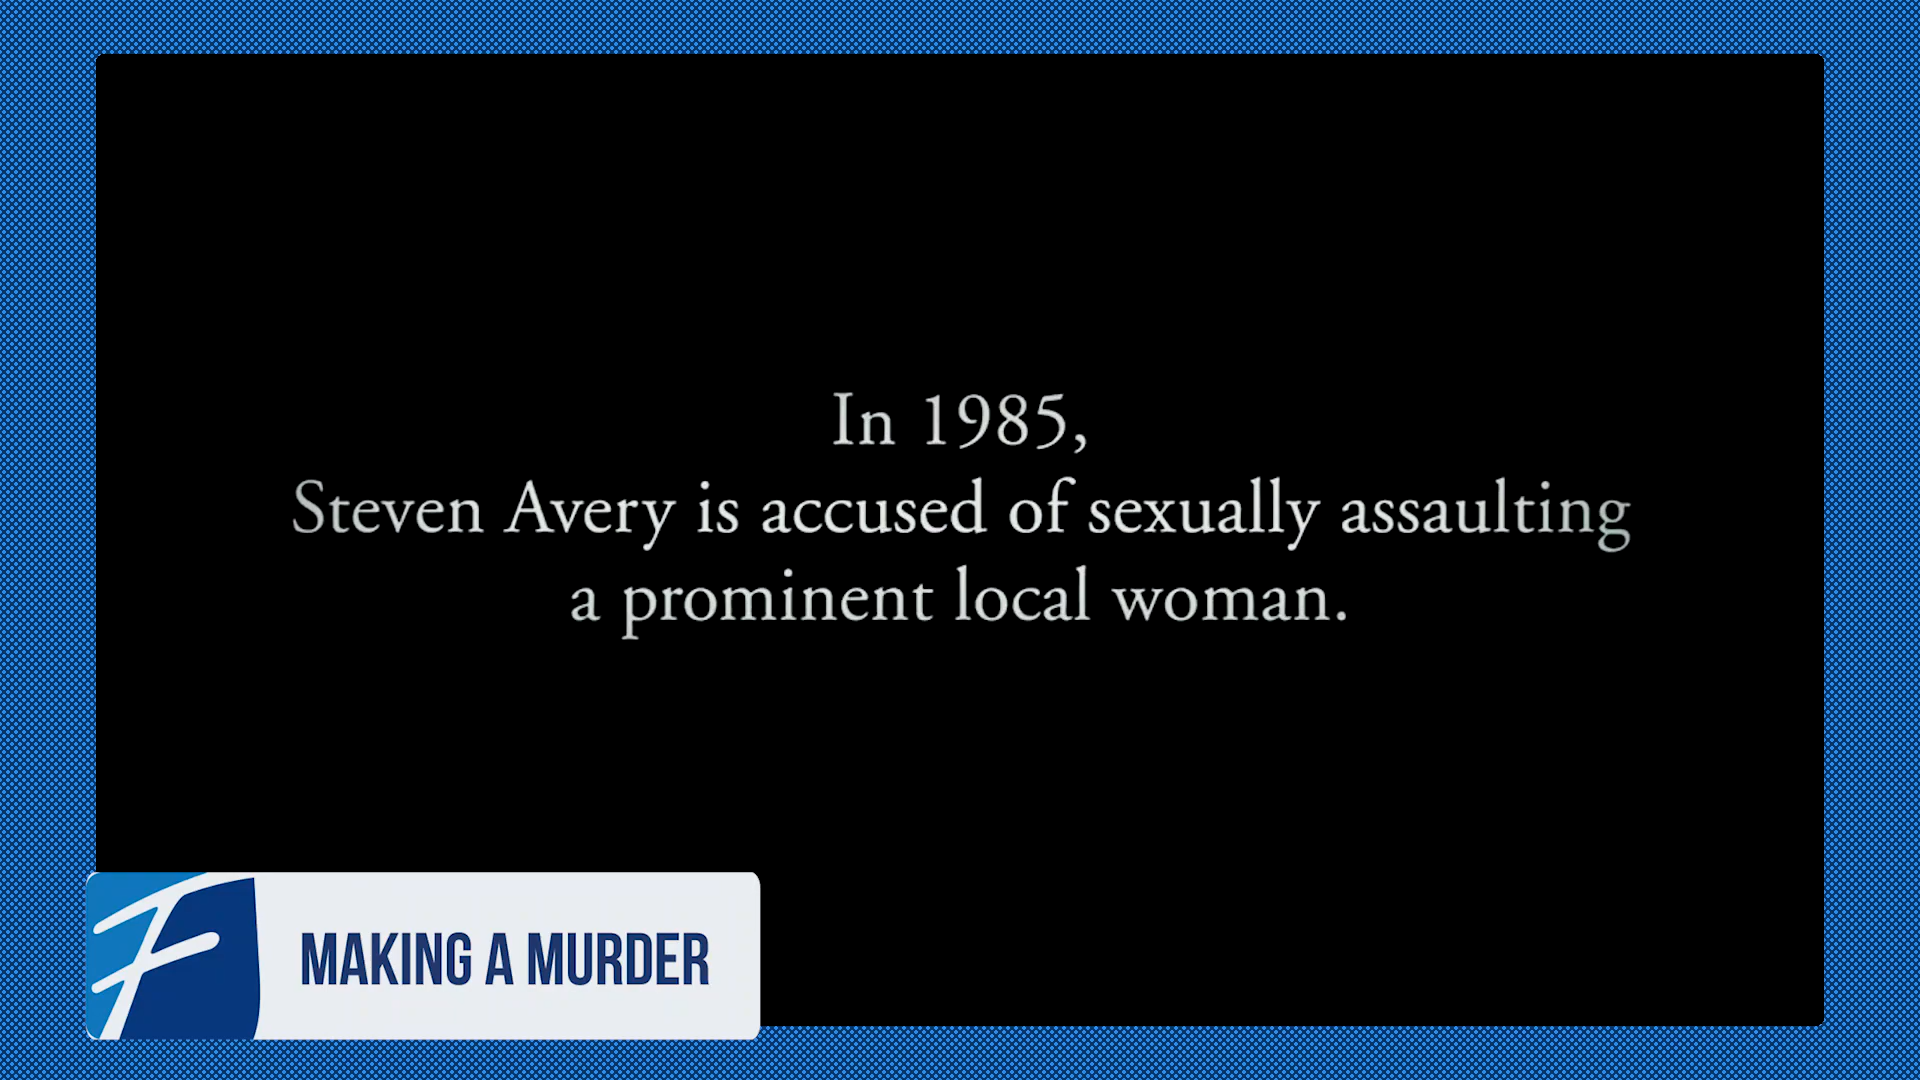 In 1985,
Steven Avery is accused of sexually assaulting
a prominent local woman.
F
MAKING A MURDER